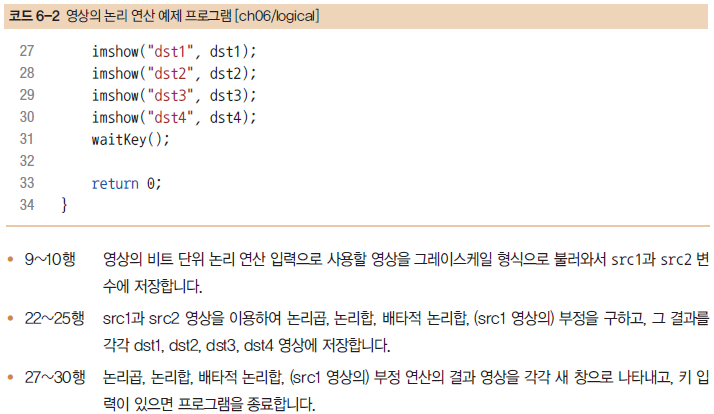 코드 6-2 영상의 논리 연산 예제 프로그램 [ch06/logical]
27 imshow("dst1", dst1);
28 imshow("dst2", dst2);
29 imshow("dst3", dst3);
30 imshow("dst4", dst4);
31 waitKey();
32
33 return 0;
34 }
• 9~10행 영상의 비트 단위 논리 연산 입력으로 사용할 영상을 그레이스케일 형식으로 불러와서 src1과 src2 변
수에 저장합니다.
• 22~25행 src1과 src2 영상을 이용하여 논리곱, 논리합, 배타적 논리합, (src1 영상의) 부정을 구하고, 그 결과를
각각 dst1, dst2, dst3, dst4 영상에 저장합니다.
• 27~30행 논리곱, 논리합, 배타적 논리합, (src1 영상의) 부정 연산의 결과 영상을 각각 새 창으로 나타내고, 키 입
력이 있으면 프로그램을 종료합니다.